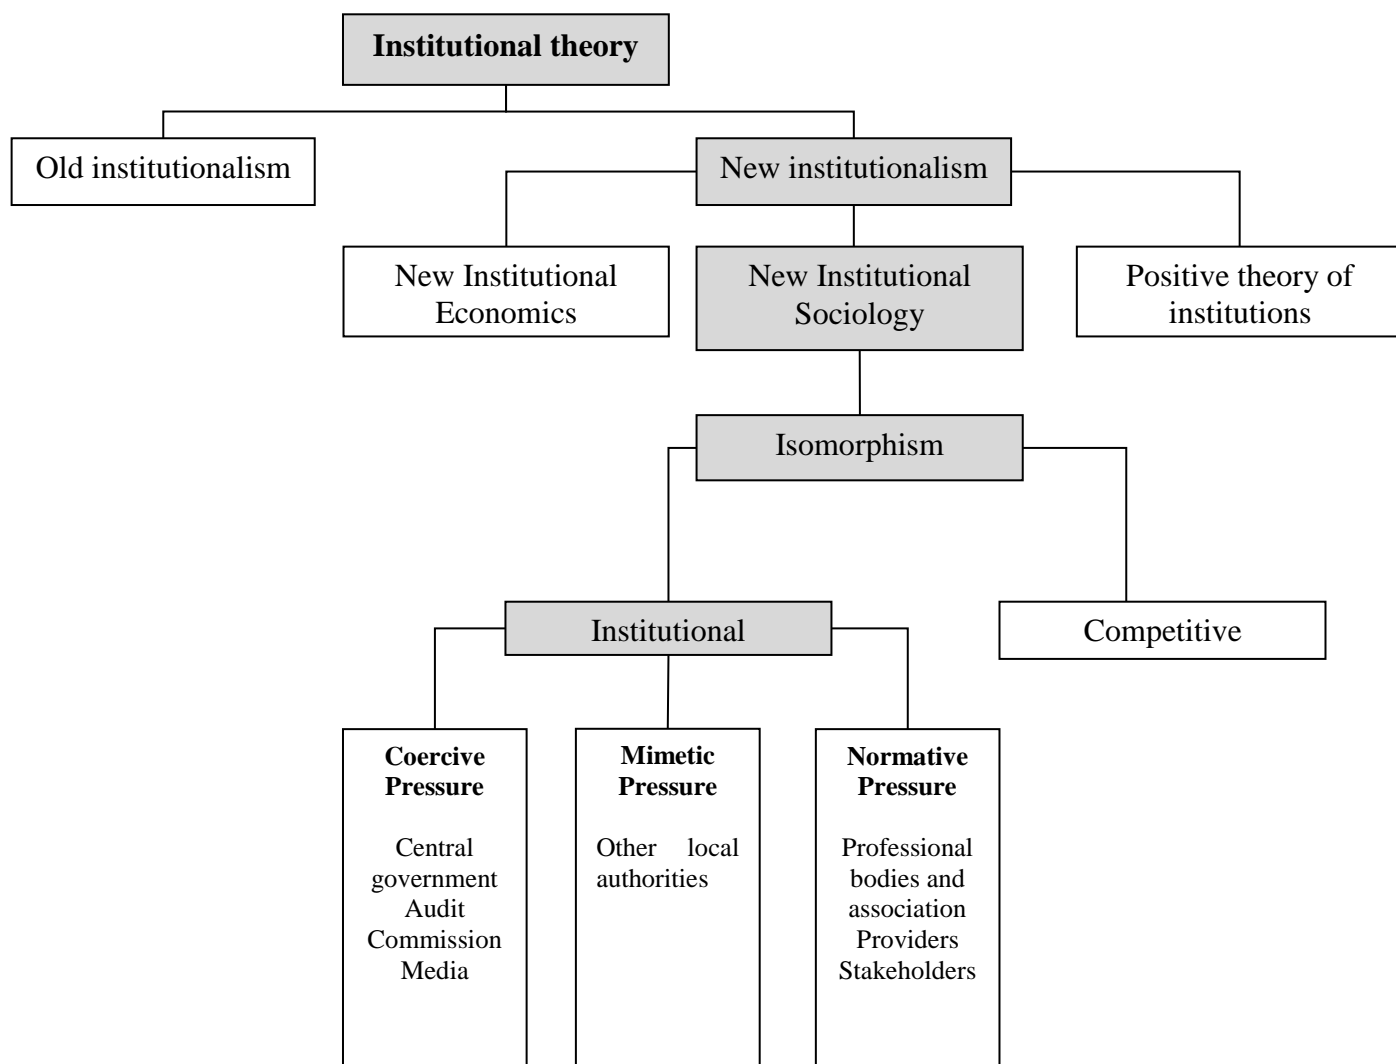 Institutional theory
Old institutionalism
New institutionalism
New Institutional
Economics
New Institutional
Sociology
Positive theory of
institutions
Isomorphism
Institutional
Competitive
Coercive
Pressure
Central
government
Audit
Commission
Media
Mimetic
Pressure
Other local
authorities
Normative
Pressure
Professional
bodies and
association
Providers
Stakeholders